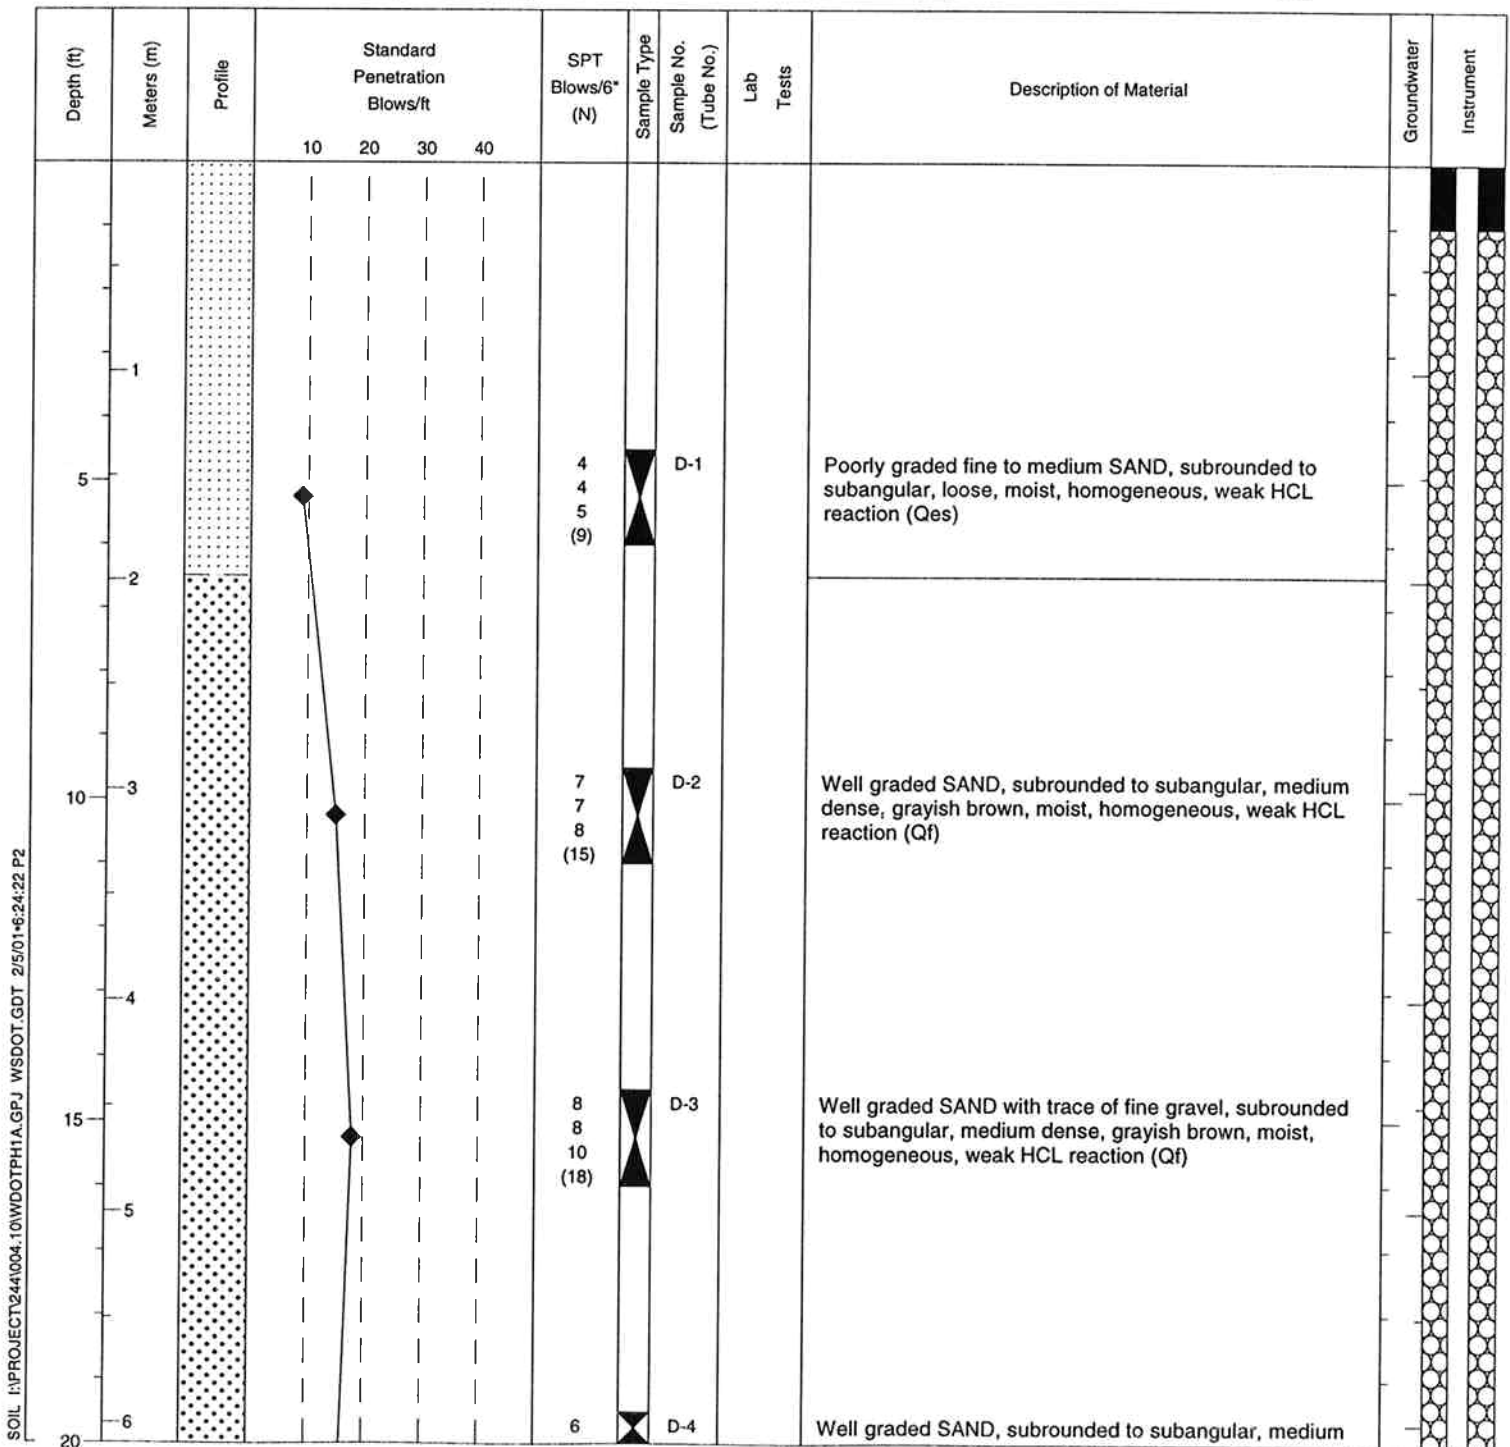 Depth (ft)
Meters (m)
Profile
Standard
Penetration
Blows/ft
10 20 30 40
SPT
Blows/6"
(N)
Sample Type
Sample No.
(Tube No.)
Lab
Tests
Description of Material
Groundwater
Instrument
1
5
4
4
5
(9)
D-1
Poorly graded fine to medium SAND, subrounded to
subangular, loose, moist, homogeneous, weak HCL
reaction (Qes)
2
10
3
7
7
8
(15)
D-2
Well graded SAND, subrounded to subangular, medium
dense, grayish brown, moist, homogeneous, weak HCL
reaction (Qf)
4
15
8
8
10
(18)
D-3
Well graded SAND with trace of fine gravel, subrounded
to subangular, medium dense, grayish brown, moist,
homogeneous, weak HCL reaction (Qf)
5
6
20
6
D-4
Well graded SAND, subrounded to subangular, medium
SOIL I:\PROJECT\244\004.10\WDOTPH1A.GPJ WSDOT.GDT 2/5/01•6:24:22 P2